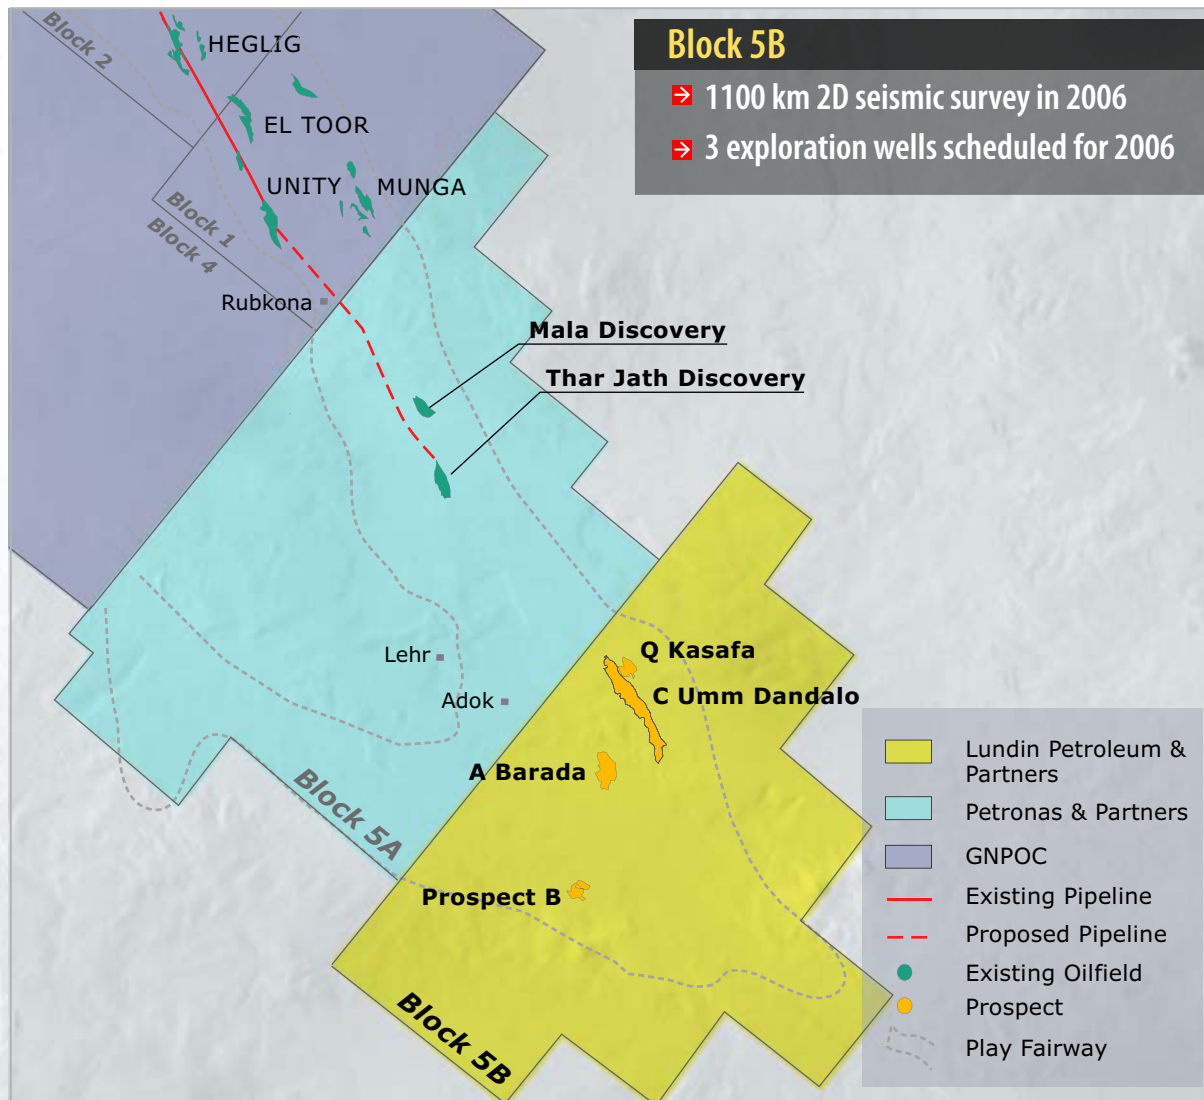 Block 5B
1100 km 2D seismic survey in 2006
3 exploration wells scheduled for 2006
Block 2
HEGLIG
EL TOOR
UNITY
MUNGA
Block 1
Block 4
Rubkona
Mala Discovery
Thar Jath Discovery
Lehr
Adok
Q Kasafa
C Umm Dandalo
A Barada
Block 5A
Prospect B
Block 5B
Lundin Petroleum &
Partners
Petronas & Partners
GNPOC
Existing Pipeline
Proposed Pipeline
Existing Oilfield
Prospect
Play Fairway